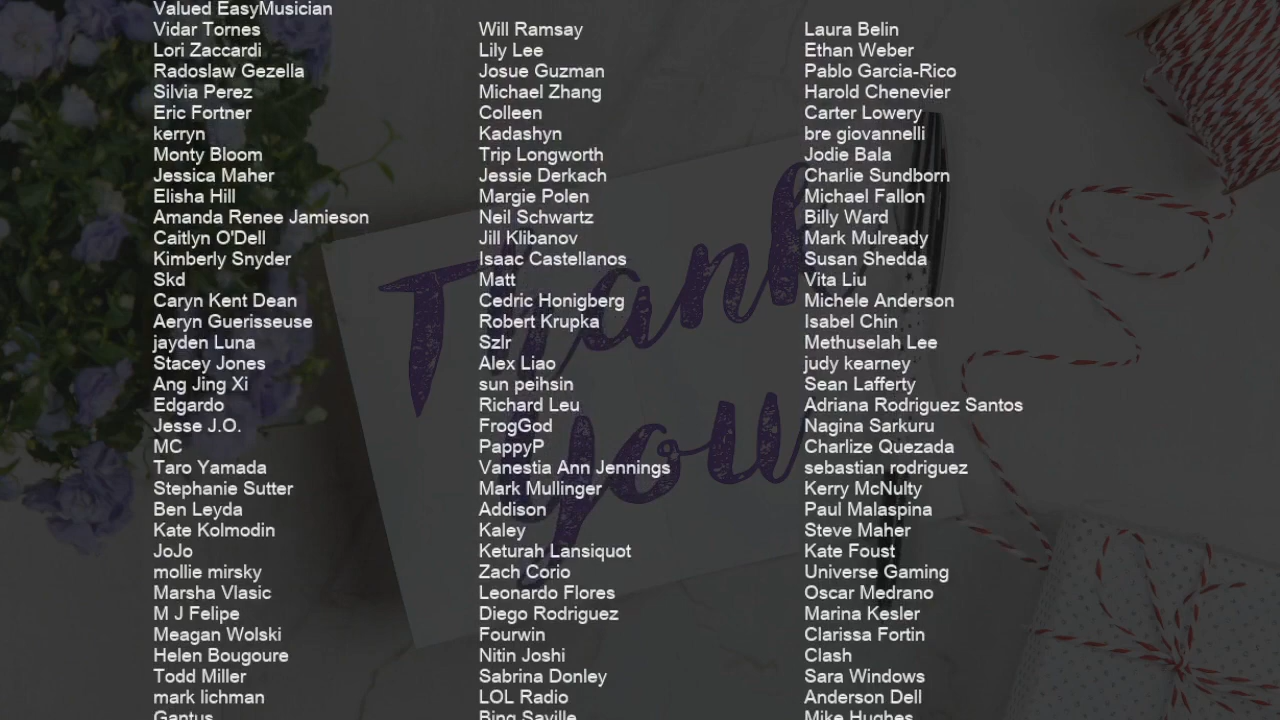 Valued EasyMusician
Vidar Tornes
Lori Zaccardi
Radoslaw Gezella
Silvia Perez
Eric Fortner
kerryn
Monty Bloom
Jessica Maher
Elisha Hill
Amanda Renee Jamieson
Caitlyn O'Dell
Kimberly Snyder
Skd
Caryn Kent Dean
Aeryn Guerisseuse
jayden Luna
Stacey Jones
Ang Jing Xi
Edgardo
Jesse J.O.
MC
Taro Yamada
Stephanie Sutter
Ben Leyda
Kate Kolmodin
JoJo
mollie mirsky
Marsha Vlasic
M J Felipe
Meagan Wolski
Helen Bougoure
Todd Miller
mark lichman
Gantus
Will Ramsay
Lily Lee
Josue Guzman
Michael Zhang
Colleen
Kadashyn
Trip Longworth
Jessie Derkach
Margie Polen
Neil Schwartz
Jill Klibanov
Isaac Castellanos
Matt
Cedric Honigberg
Robert Krupka
Szlr
Alex Liao
sun peihsin
Richard Leu
FrogGod
PappyP
Vanestia Ann Jennings
Mark Mullinger
Addison
Kaley
Keturah Lansiquot
Zach Corio
Leonardo Flores
Diego Rodriguez
Fourwin
Nitin Joshi
Sabrina Donley
LOL Radio
Bing Saville
Laura Belin
Ethan Weber
Pablo Garcia-Rico
Harold Chenevier
Carter Lowery
bre giovannelli
Jodie Bala
Charlie Sundborn
Michael Fallon
Billy Ward
Mark Mulready
Susan Shedda
Vita Liu
Michele Anderson
Isabel Chin
Methuselah Lee
judy kearney
Sean Lafferty
Adriana Rodriguez Santos
Nagina Sarkuru
Charlize Quezada
sebastian rodriguez
Kerry McNulty
Paul Malaspina
Steve Maher
Kate Foust
Universe Gaming
Oscar Medrano
Marina Kesler
Clarissa Fortin
Clash
Sara Windows
Anderson Dell
Mike Hughes
Thank
you